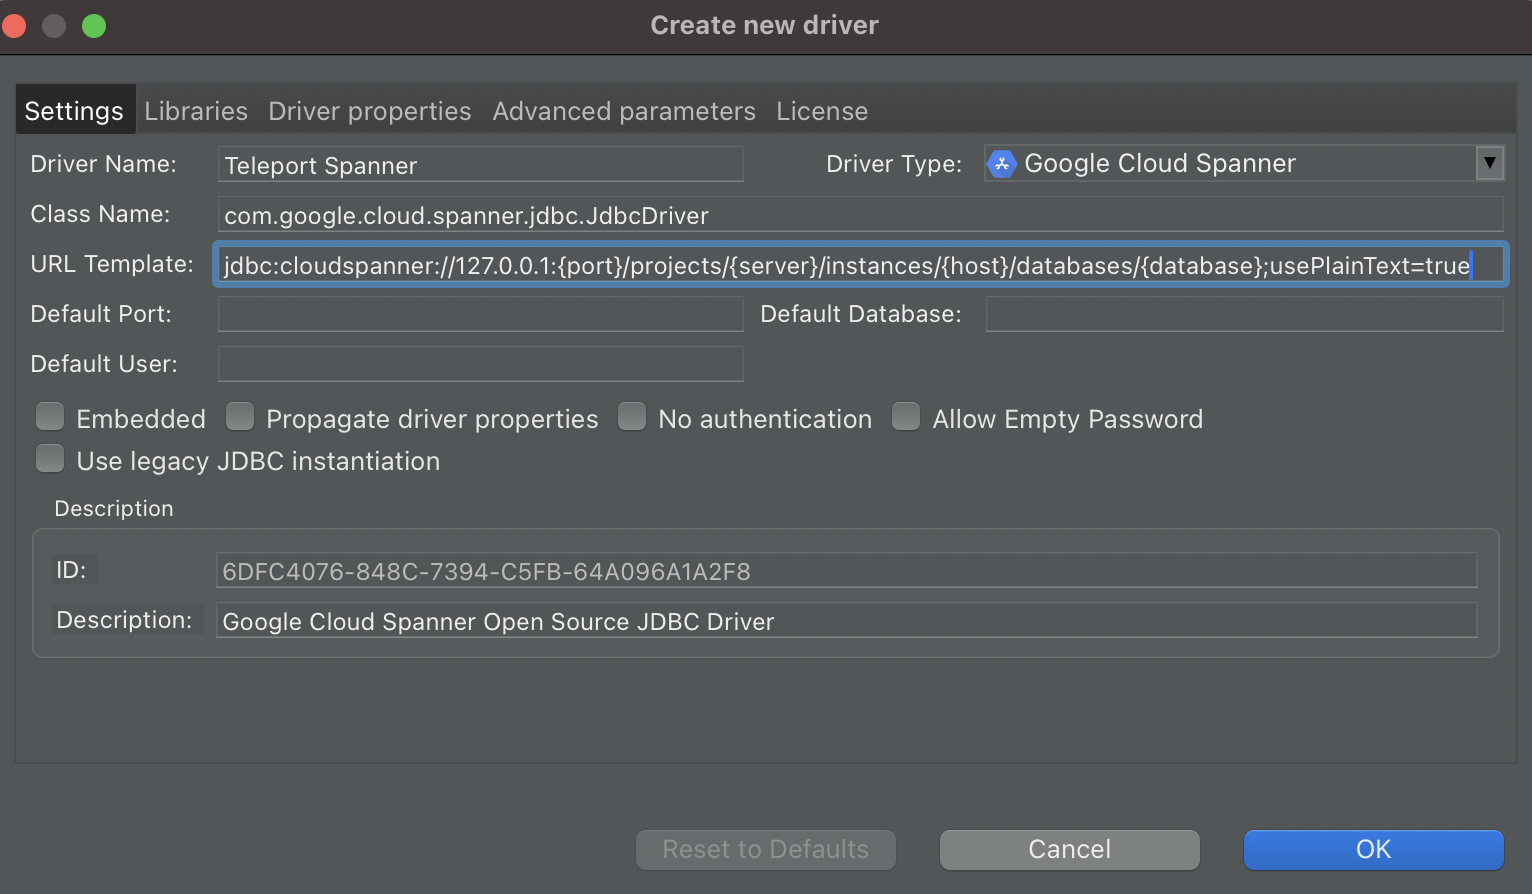 Create new driver
Settings Libraries Driver properties Advanced parameters License
Driver Name: Teleport Spanner Driver Type: Google Cloud Spanner
Class Name: com.google.cloud.spanner.jdbc.JdbcDriver
URL Template: jdbc:cloudspanner://127.0.0.1:{port}/projects/{server}/instances/{host}/databases/{database};usePlainText=true
Default Port: Default Database:
Default User:
Embedded Propagate driver properties No authentication Allow Empty Password
Use legacy JDBC instantiation
Description
ID: 6DFC4076-848C-7394-C5FB-64A096A1A2F8
Description: Google Cloud Spanner Open Source JDBC Driver
Reset to Defaults Cancel OK